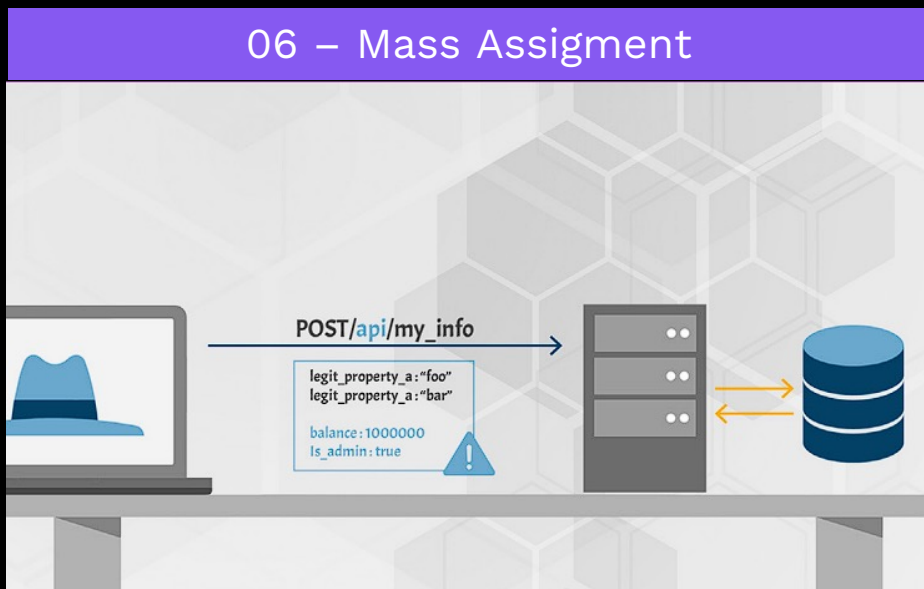 06 – Mass Assigment
POST/api/my_info
legit_property_a:"foo"
legit_property_a:"bar"
balance:1000000
Is_admin:true
!